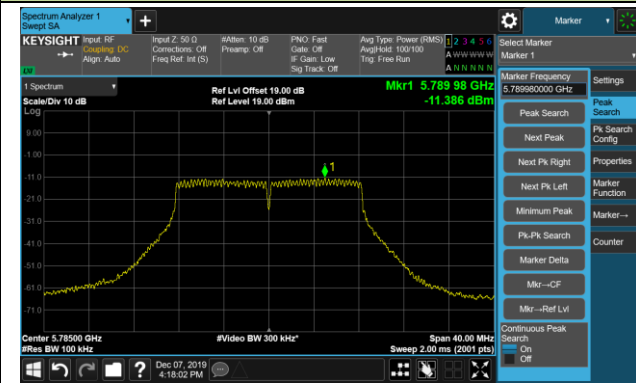 Spectrum Analyzer 1
Swept SA
+
Marker
KEYSIGHT
Input: RF
Coupling: DC
Align: Auto
Input Z: 50 Ω
Corrections: Off
Freq Ref: Int (S)
#Atten: 10 dB
Preamp: Off
PNO: Fast
Gate: Off
IF Gain: Low
Sig Track: Off
Avg Type: Power (RMS)
Avg|Hold: 100/100
Trig: Free Run
1 2 3 4 5 6
A W W W W W
A N N N N N
LXI
Select Marker
Marker 1
1 Spectrum
Scale/Div 10 dB
Log
Ref Lvl Offset 19.00 dB
Ref Level 19.00 dBm
Mkr1 5.789 98 GHz
-11.386 dBm
9.00
-1.00
-11.0
-21.0
-31.0
-41.0
-51.0
-61.0
-71.0
1
Center 5.78500 GHz
#Res BW 100 kHz
#Video BW 300 kHz*
Span 40.00 MHz
Sweep 2.00 ms (2001 pts)
Marker Frequency
5.789980000 GHz
Peak Search
Next Peak
Next Pk Right
Next Pk Left
Minimum Peak
Pk-Pk Search
Marker Delta
Mkr→CF
Mkr→Ref Lvl
Continuous Peak
Search
On
Off
Settings
Peak
Search
Pk Search
Config
Properties
Marker
Function
Marker→
Counter
?
Dec 07, 2019
4:18:02 PM